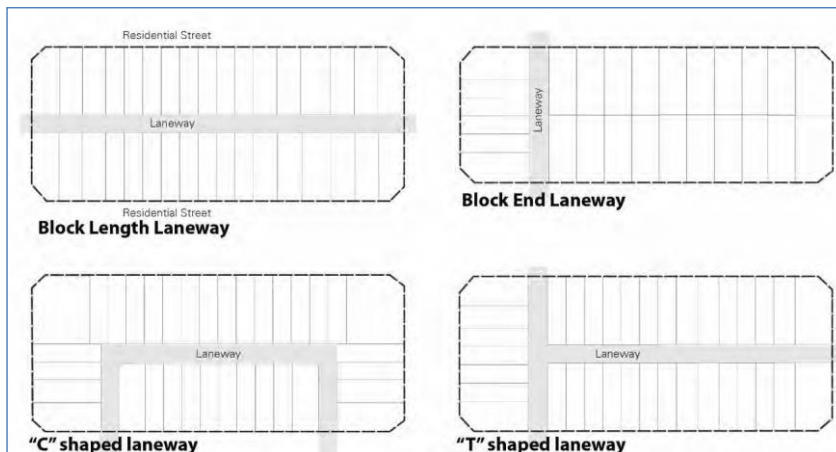 Residential Street
Laneway
Residential Street
Block Length Laneway
Laneway
Block End Laneway
Laneway
“C” shaped laneway
Laneway
“T” shaped laneway